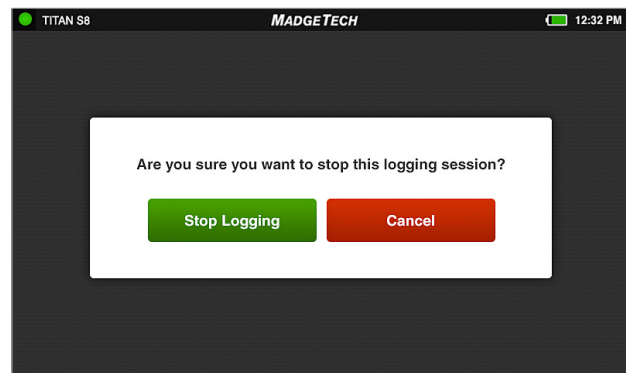 TITAN S8 MADGETECH 12:32 PM
Are you sure you want to stop this logging session?
Stop Logging Cancel